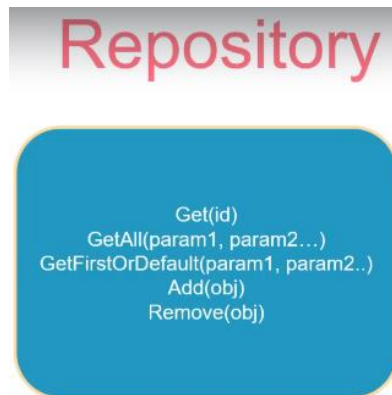 Repository
Get(id)
GetAll(param1, param2...)
GetFirstOrDefault(param1, param2..)
Add(obj)
Remove(obj)